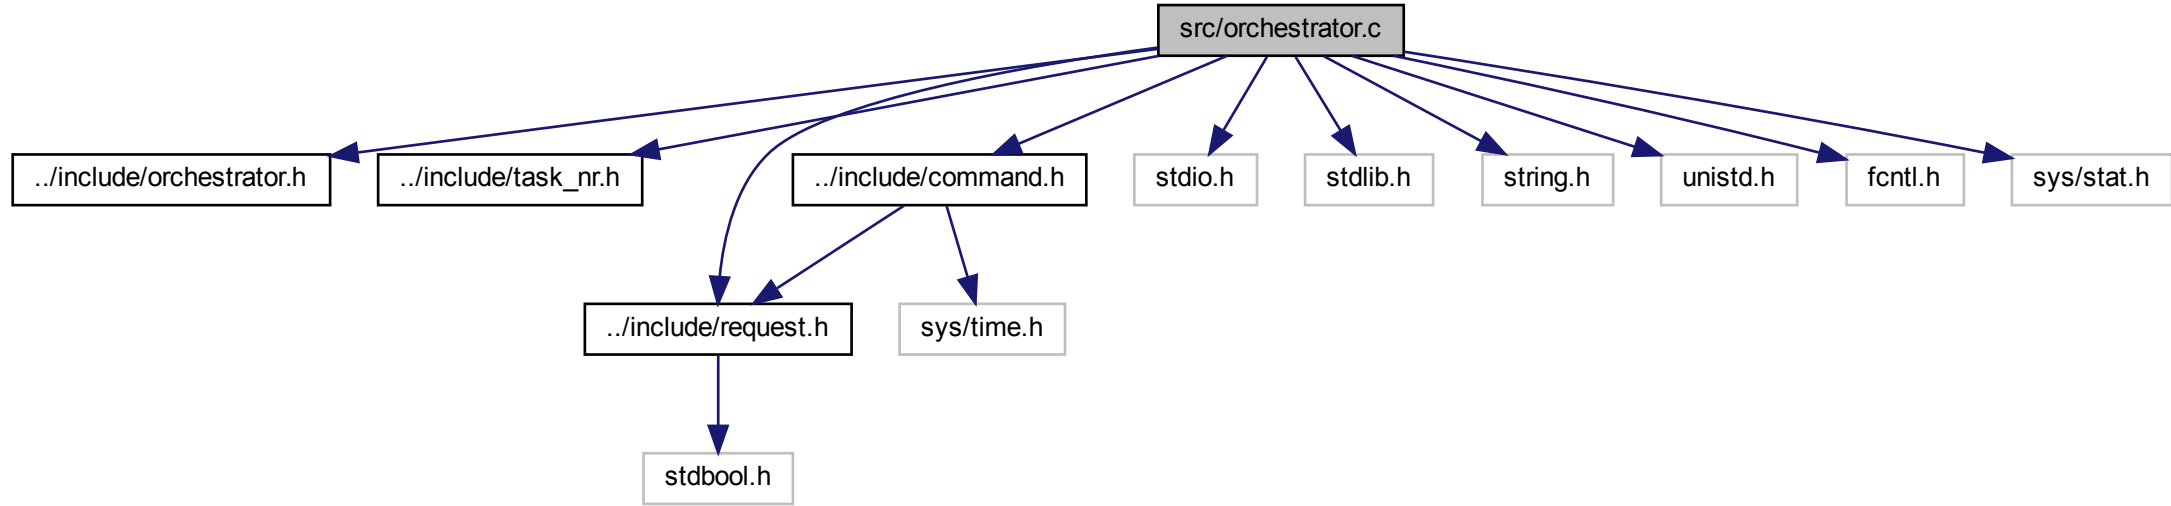 src/orchestrator.c
../include/orchestrator.h
../include/task_nr.h
../include/command.h
stdio.h
stdlib.h
string.h
unistd.h
fcntl.h
sys/stat.h
../include/request.h
sys/time.h
stdbool.h